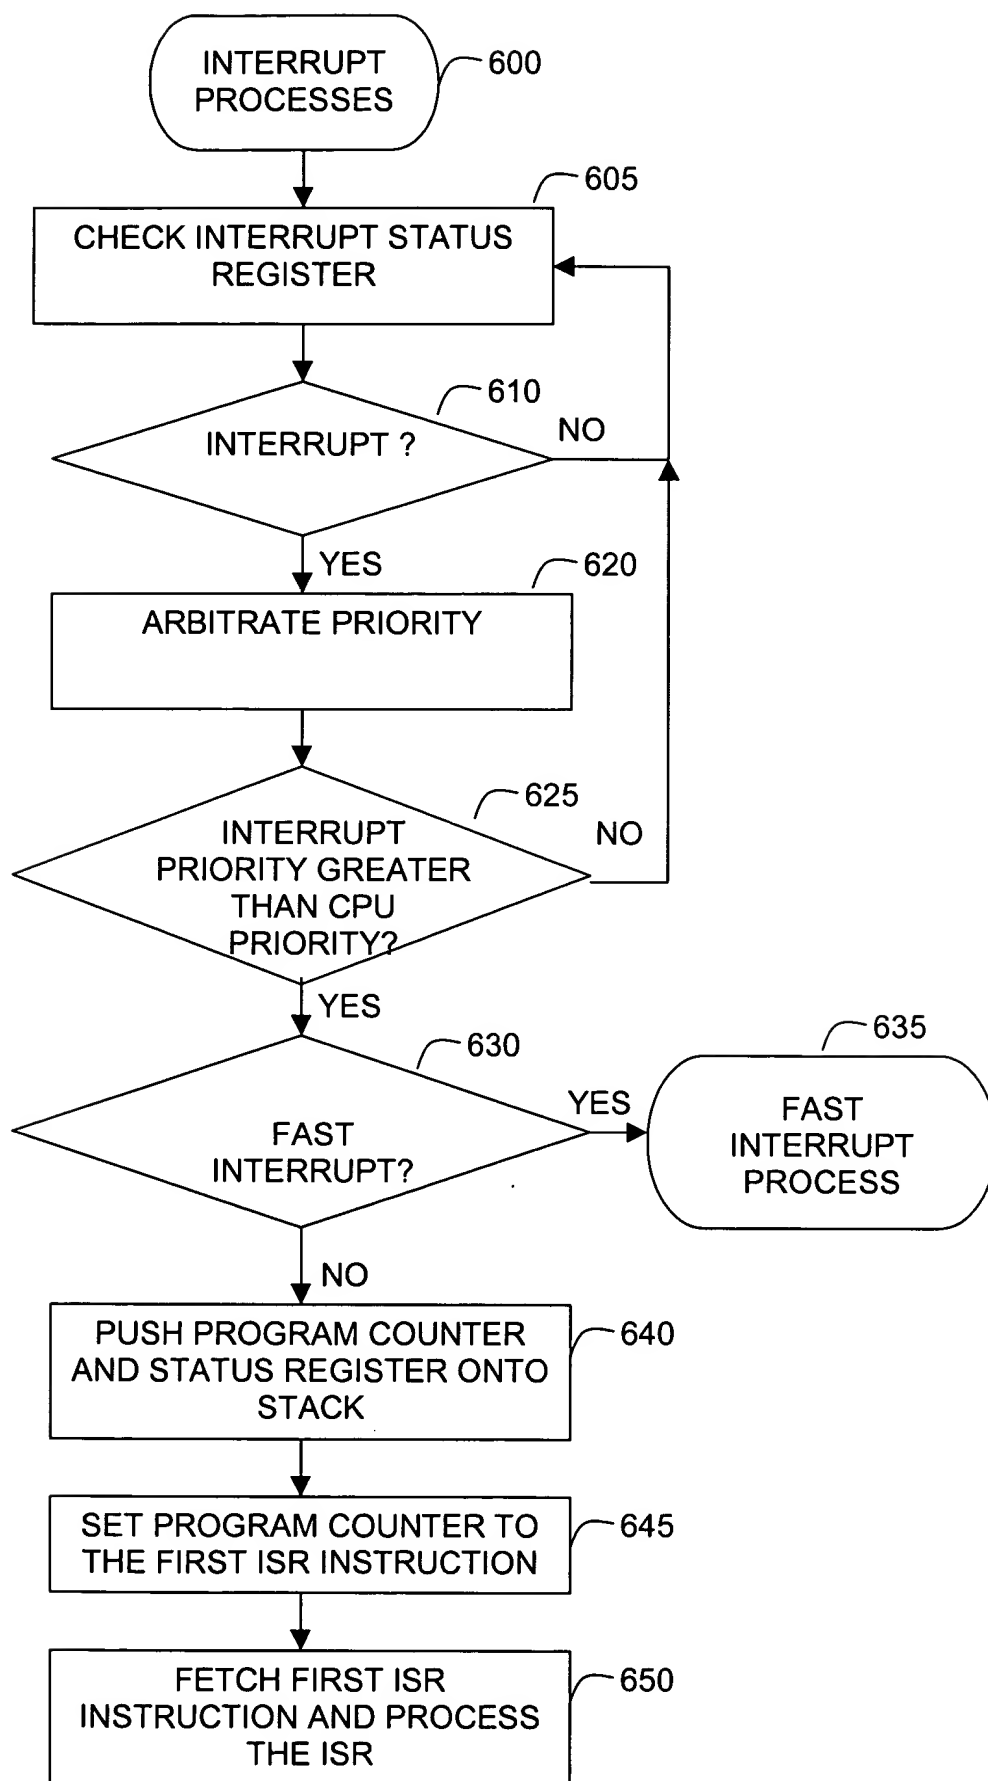 INTERRUPT
PROCESSES
600
605
CHECK INTERRUPT STATUS
REGISTER
610
INTERRUPT ?
NO
YES
620
ARBITRATE PRIORITY
625
INTERRUPT
PRIORITY GREATER
THAN CPU
PRIORITY?
NO
YES
630
FAST
INTERRUPT?
YES
635
FAST
INTERRUPT
PROCESS
NO
PUSH PROGRAM COUNTER
AND STATUS REGISTER ONTO
STACK
640
SET PROGRAM COUNTER TO
THE FIRST ISR INSTRUCTION
645
FETCH FIRST ISR
INSTRUCTION AND PROCESS
THE ISR
650